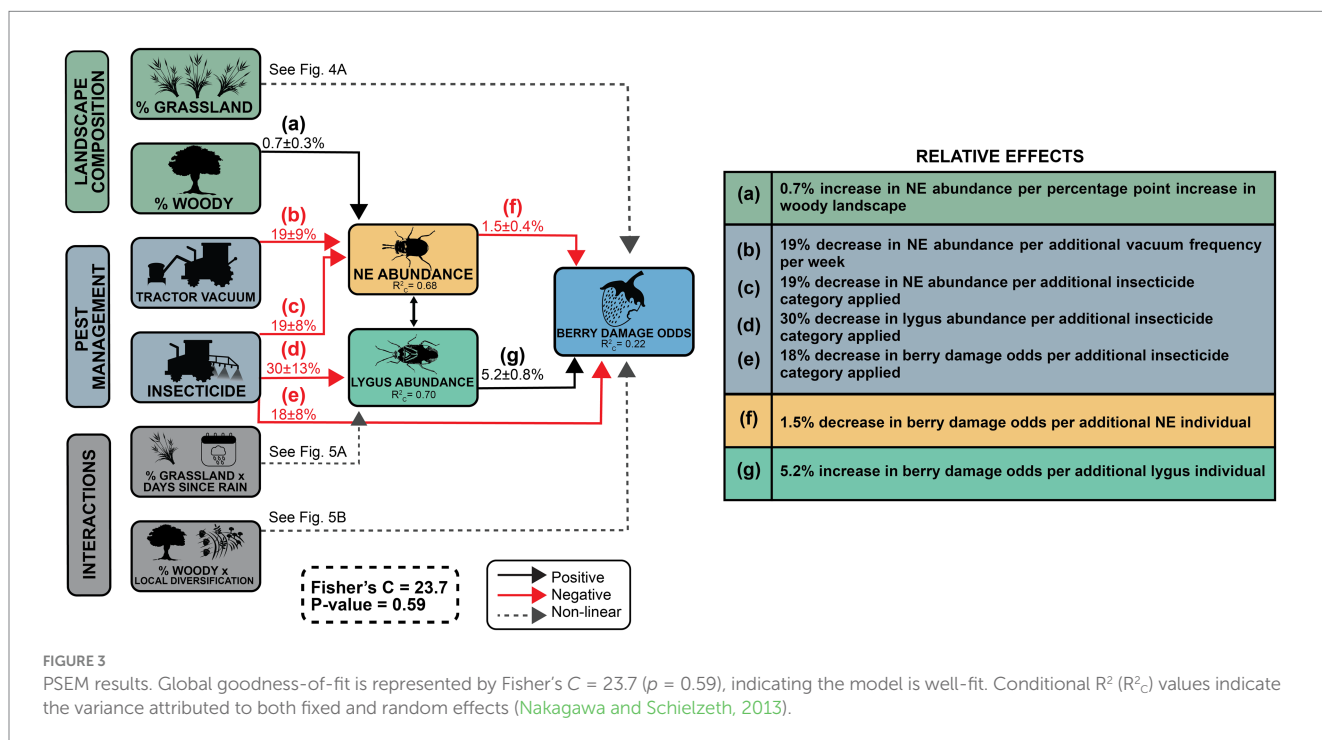 LANDSCAPE
COMPOSITION
% GRASSLAND
See Fig. 4A
% WOODY
(a)
0.7±0.3%
PEST
MANAGEMENT
TRACTOR VACUUM
(b)
19±9%
INSECTICIDE
(c)
19±8%
(d)
30±13%
(e)
18±8%
NE ABUNDANCE
R²C= 0.68
(f)
1.5±0.4%
LYGUS ABUNDANCE
R²C= 0.70
(g)
5.2±0.8%
BERRY DAMAGE ODDS
R²C= 0.22
INTERACTIONS
% GRASSLAND x
DAYS SINCE RAIN
See Fig. 5A
% WOODY x
LOCAL DIVERSIFICATION
See Fig. 5B
Fisher's C = 23.7
P-value = 0.59
Positive
Negative
Non-linear
RELATIVE EFFECTS
(a) 0.7% increase in NE abundance per percentage point increase in
woody landscape
(b) 19% decrease in NE abundance per additional vacuum frequency
per week
(c) 19% decrease in NE abundance per additional insecticide
category applied
(d) 30% decrease in lygus abundance per additional insecticide
category applied
(e) 18% decrease in berry damage odds per additional insecticide
category applied
(f) 1.5% decrease in berry damage odds per additional NE individual
(g) 5.2% increase in berry damage odds per additional lygus individual
FIGURE 3
PSEM results. Global goodness-of-fit is represented by Fisher's C = 23.7 (p = 0.59), indicating the model is well-fit. Conditional R² (R²C) values indicate
the variance attributed to both fixed and random effects (Nakagawa and Schielzeth, 2013).